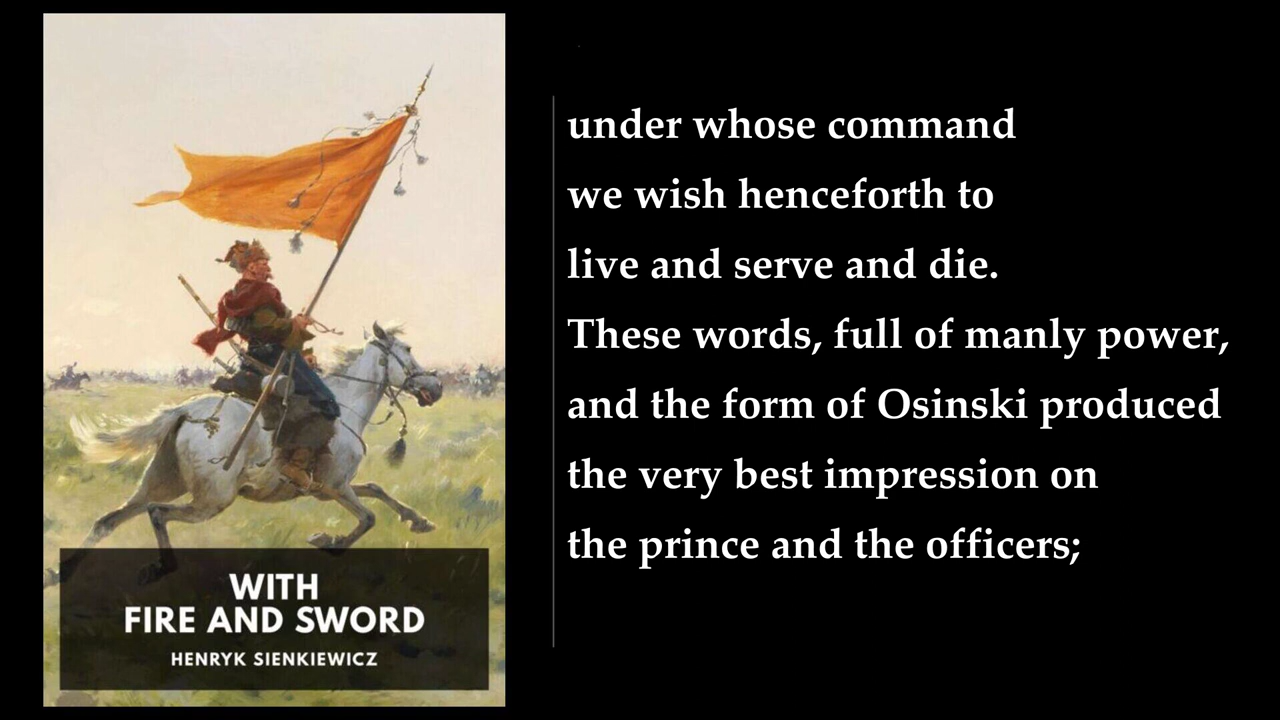 under whose command
we wish henceforth to
live and serve and die.
These words, full of manly power,
and the form of Osinski produced
the very best impression on
the prince and the officers;
WITH
FIRE AND SWORD
HENRYK SIENKIEWICZ